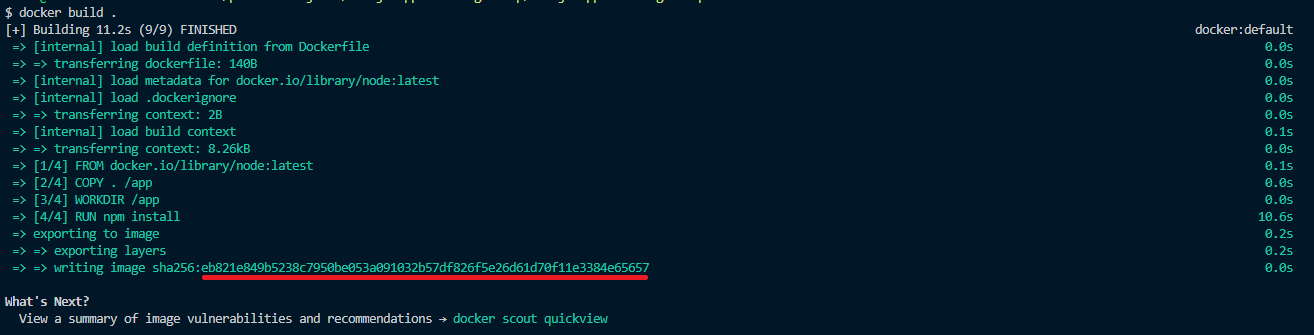 $ docker build .
[+] Building 11.2s (9/9) FINISHED docker:default
=> [internal] load build definition from Dockerfile 0.0s
=> => transferring dockerfile: 140B 0.0s
=> [internal] load metadata for docker.io/library/node:latest 0.0s
=> [internal] load .dockerignore 0.0s
=> => transferring context: 2B 0.0s
=> [internal] load build context 0.1s
=> => transferring context: 8.26kB 0.0s
=> [1/4] FROM docker.io/library/node:latest 0.1s
=> [2/4] COPY . /app 0.0s
=> [3/4] WORKDIR /app 0.0s
=> [4/4] RUN npm install 10.6s
=> exporting to image 0.2s
=> => exporting layers 0.2s
=> => writing image sha256:eb821e849b5238c7950be053a091032b57df826f5e26d61d70f11e3384e65657 0.0s
What's Next?
View a summary of image vulnerabilities and recommendations → docker scout quickview